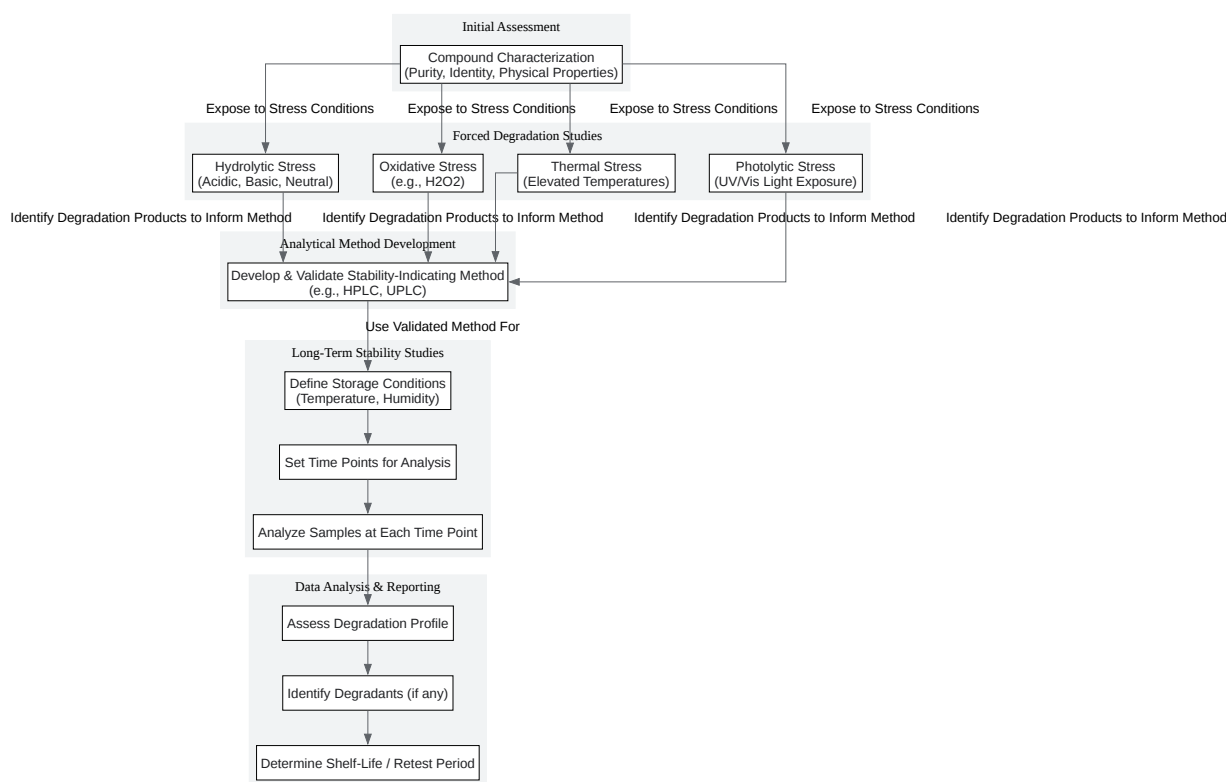 Initial Assessment
Compound Characterization
(Purity, Identity, Physical Properties)
Expose to Stress Conditions
Expose to Stress Conditions
Expose to Stress Conditions
Expose to Stress Conditions
Forced Degradation Studies
Hydrolytic Stress
(Acidic, Basic, Neutral)
Oxidative Stress
(e.g., H2O2)
Thermal Stress
(Elevated Temperatures)
Photolytic Stress
(UV/Vis Light Exposure)
Identify Degradation Products to Inform Method
Identify Degradation Products to Inform Method
Identify Degradation Products to Inform Method
Identify Degradation Products to Inform Method
Analytical Method Development
Develop & Validate Stability-Indicating Method
(e.g., HPLC, UPLC)
Use Validated Method For
Long-Term Stability Studies
Define Storage Conditions
(Temperature, Humidity)
Set Time Points for Analysis
Analyze Samples at Each Time Point
Data Analysis & Reporting
Assess Degradation Profile
Identify Degradants (if any)
Determine Shelf-Life / Retest Period